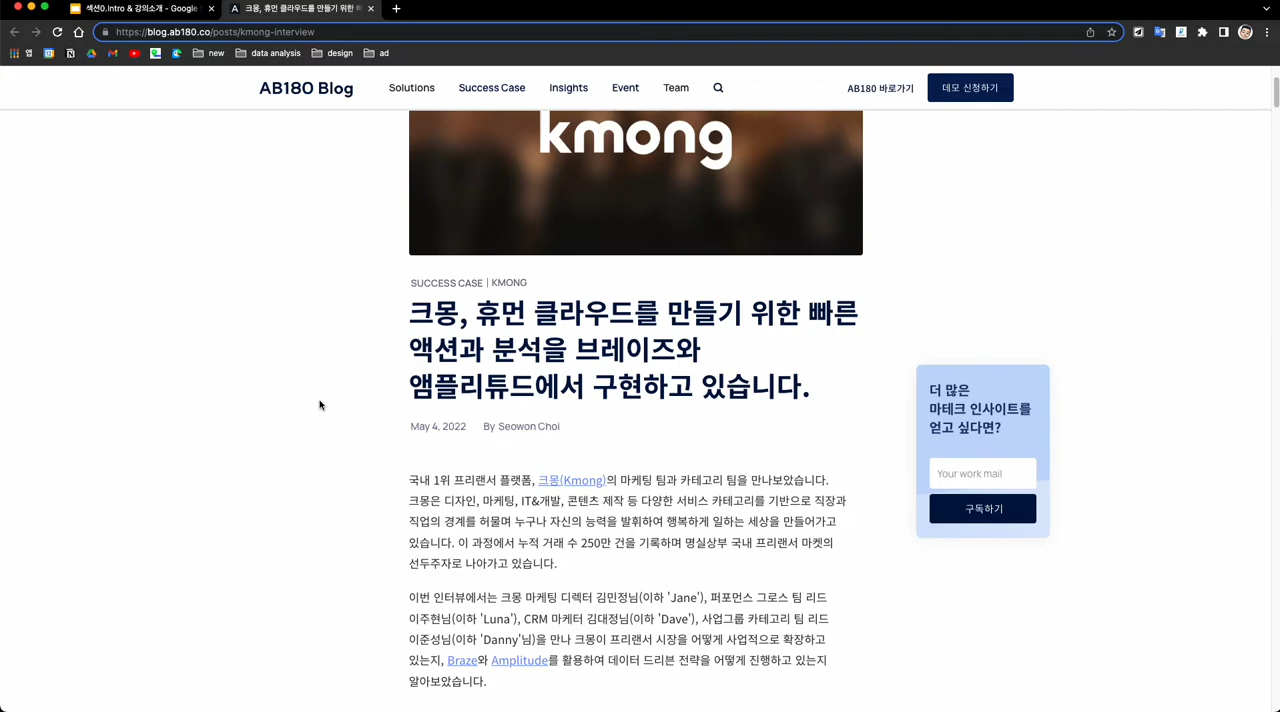 섹션0.Intro & 강의소개 - Google
크몽, 휴먼 클라우드를 만들기 위한 빠
https://blog.ab180.co/posts/kmong-interview
앱
new
data analysis
design
ad
AB180 Blog
Solutions
Success Case
Insights
Event
Team
AB180 바로가기
데모 신청하기
kmong
SUCCESS CASE | KMONG
크몽, 휴먼 클라우드를 만들기 위한 빠른
액션과 분석을 브레이즈와
앰플리튜드에서 구현하고 있습니다.
May 4, 2022 By Seowon Choi
국내 1위 프리랜서 플랫폼, 크몽(Kmong)의 마케팅 팀과 카테고리 팀을 만나보았습니다.
크몽은 디자인, 마케팅, IT&개발, 콘텐츠 제작 등 다양한 서비스 카테고리를 기반으로 직장과
직업의 경계를 허물며 누구나 자신의 능력을 발휘하여 행복하게 일하는 세상을 만들어가고
있습니다. 이 과정에서 누적 거래 수 250만 건을 기록하며 명실상부 국내 프리랜서 마켓의
선두주자로 나아가고 있습니다.
이번 인터뷰에서는 크몽 마케팅 디렉터 김민정님(이하 'Jane'), 퍼포먼스 그로스 팀 리드
이주현님(이하 'Luna'), CRM 마케터 김대정님(이하 'Dave'), 사업그룹 카테고리 팀 리드
이준성님(이하 'Danny'님)을 만나 크몽이 프리랜서 시장을 어떻게 사업적으로 확장하고
있는지, Braze와 Amplitude를 활용하여 데이터 드리븐 전략을 어떻게 진행하고 있는지
알아보았습니다.
더 많은
마테크 인사이트를
얻고 싶다면?
Your work mail
구독하기